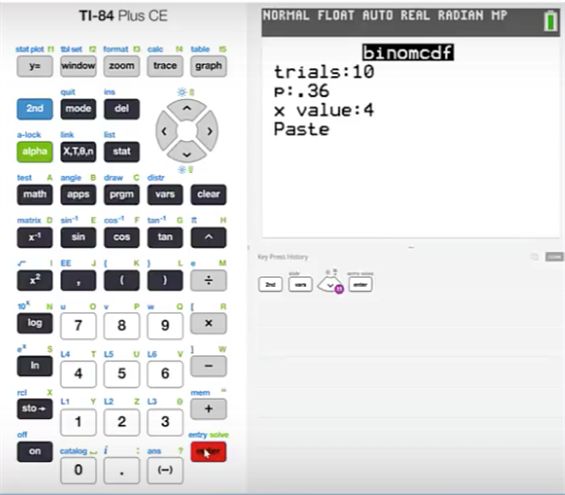 TI-84 Plus CE
stat plot f1 tbl set f2 format f3 calc f4 table f5
y= window zoom trace graph
quit ins
2nd mode del
a-lock link list
alpha X,T,θ,n stat
test A angle B draw C distr
math apps prgm vars clear
matrix D sin⁻¹ E cos⁻¹ F tan⁻¹ G π H
x⁻¹ sin cos tan ^
√ I EE J { K } L e M
x² , ( ) ÷
10ˣ N u O v P w Q [ R
log 7 8 9 ×
eˣ S L4 T L5 U L6 V ] W
ln 4 5 6 −
rcl X L1 Y L2 Z L3 θ mem "
sto→ 1 2 3 +
off catalog i : ans ? entry solve
on 0 . (−)
NORMAL FLOAT AUTO REAL RADIAN MP
binomcdf
trials:10
p:.36
x value:4
Paste
Key Press History
2nd vars enter